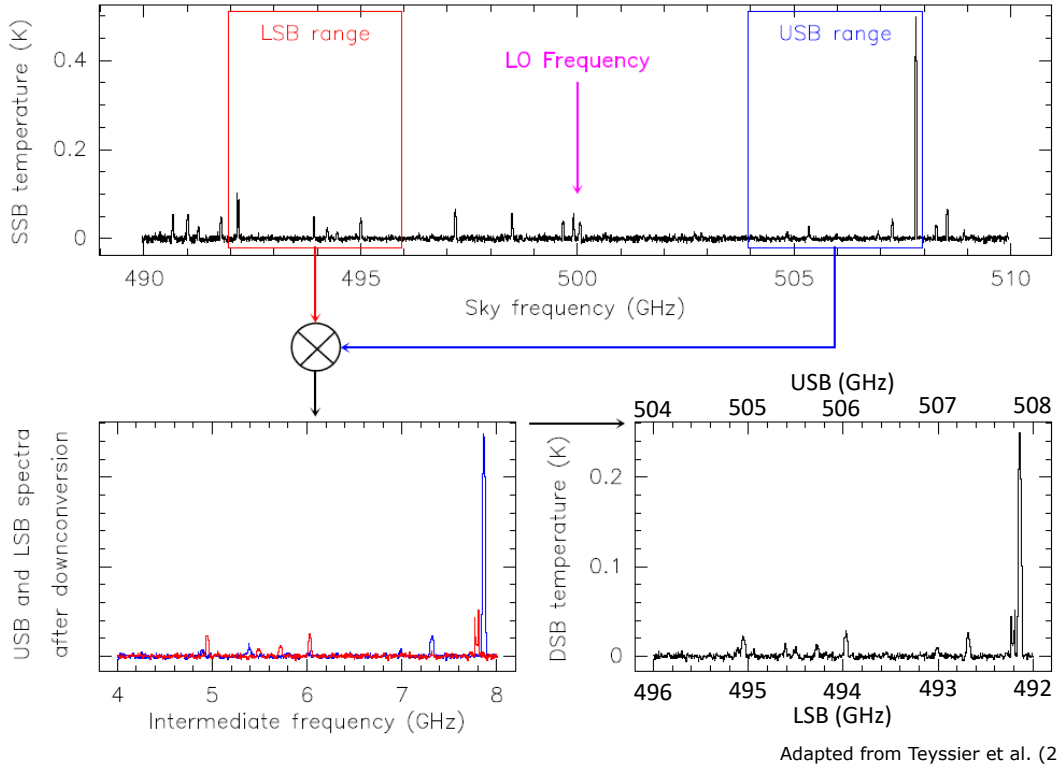 LSB range
USB range
LO Frequency
SSB temperature (K)
0.4
0.2
0
490
495
500
505
510
Sky frequency (GHz)
USB and LSB spectra
after downconversion
4
5
6
7
8
Intermediate frequency (GHz)
USB (GHz)
504
505
506
507
508
DSB temperature (K)
0.2
0.1
0
496
495
494
493
492
LSB (GHz)
Adapted from Teyssier et al. (2